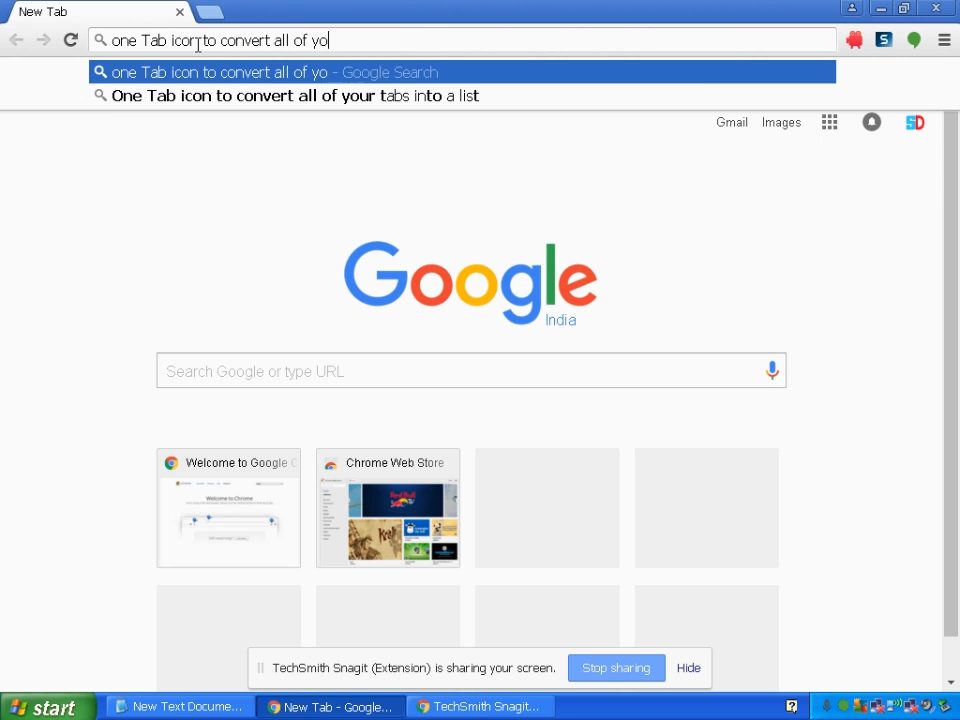 New Tab
one Tab icon to convert all of yo
one Tab icon to convert all of yo - Google Search
One Tab icon to convert all of your tabs into a list
Gmail Images
Google
India
Search Google or type URL
Welcome to Google C
Chrome Web Store
TechSmith Snagit (Extension) is sharing your screen. Stop sharing Hide
start New Text Docume... New Tab - Google... TechSmith Snagit...